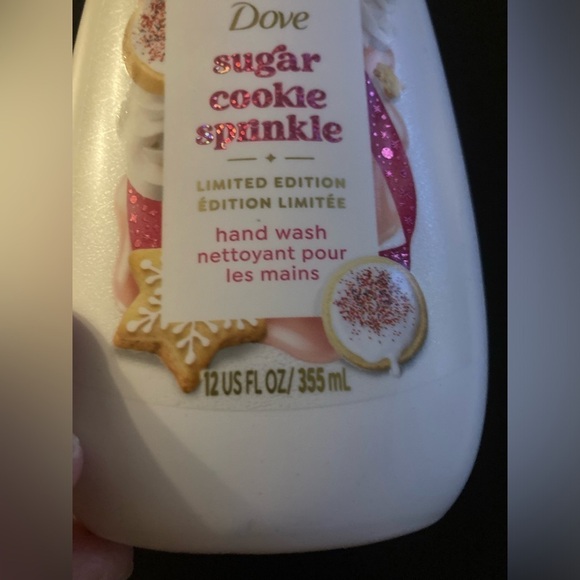 Dove
sugar
cookie
sprinkle
LIMITED EDITION
ÉDITION LIMITÉE
hand wash
nettoyant pour
les mains
12 US FL OZ/ 355 mL